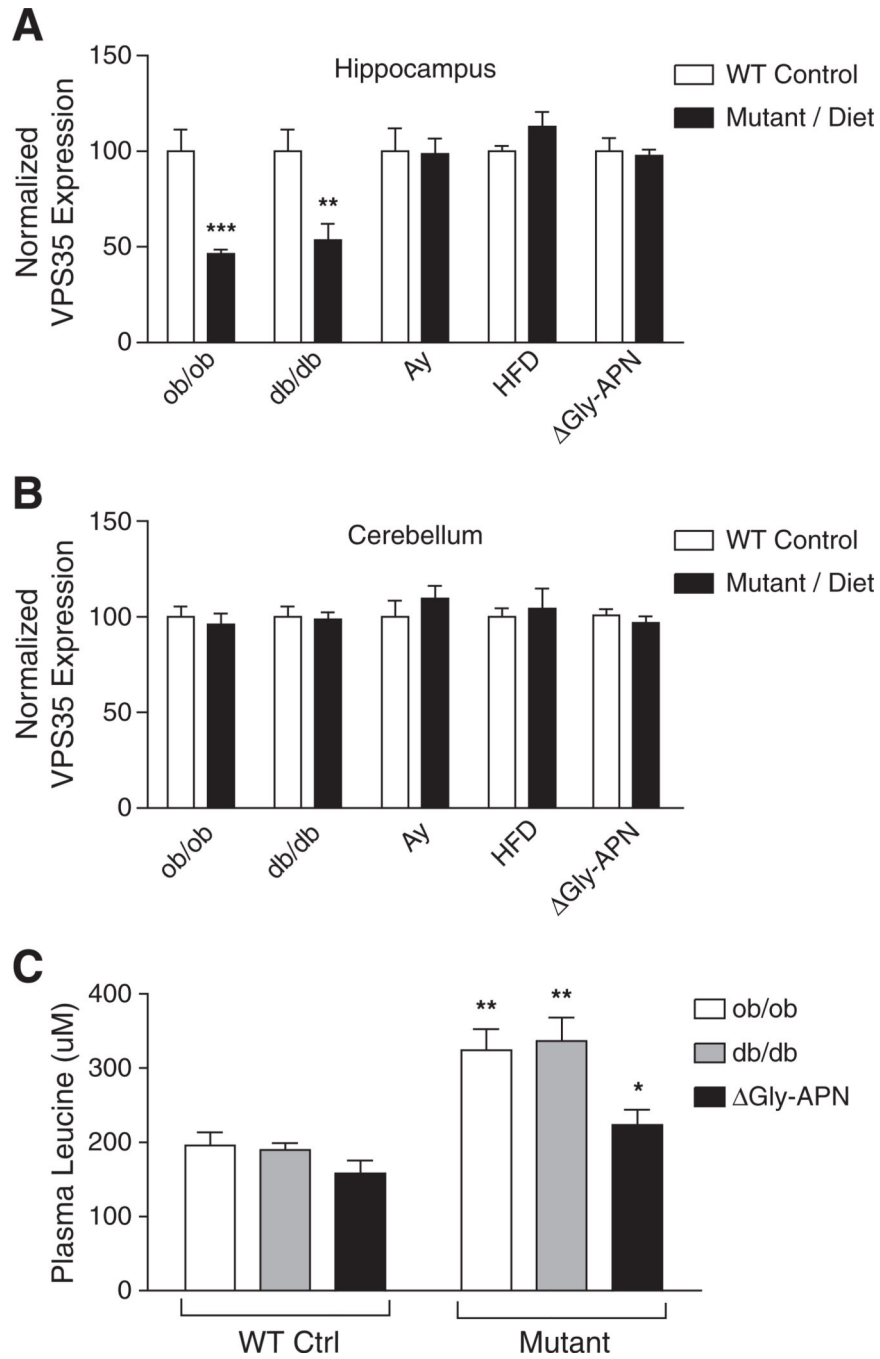 A
Hippocampus
Normalized
VPS35 Expression
150
100
50
0
***
**
ob/ob
db/db
Ay
HFD
ΔGly-APN
WT Control
Mutant / Diet
B
Cerebellum
Normalized
VPS35 Expression
150
100
50
0
ob/ob
db/db
Ay
HFD
ΔGly-APN
WT Control
Mutant / Diet
C
Plasma Leucine (uM)
400
300
200
100
0
**
**
*
WT Ctrl
Mutant
ob/ob
db/db
ΔGly-APN